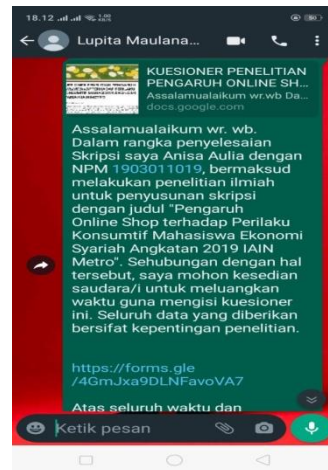 18.12
Lupita Maulana...
KUESIONER PENELITIAN
PENGARUH ONLINE SH...
Assalamualaikum wr.wb Da...
docs.google.com
Assalamualaikum wr. wb.
Dalam rangka penyelesaian
Skripsi saya Anisa Aulia dengan
NPM 1903011019, bermaksud
melakukan penelitian ilmiah
untuk penyusunan skripsi
dengan judul "Pengaruh
Online Shop terhadap Perilaku
Konsumtif Mahasiswa Ekonomi
Syariah Angkatan 2019 IAIN
Metro". Sehubungan dengan hal
tersebut, saya mohon kesedian
saudara/i untuk meluangkan
waktu guna mengisi kuesioner
ini. Seluruh data yang diberikan
bersifat kepentingan penelitian.
https://forms.gle
/4GmJxa9DLNFavoVA7
Atas seluruh waktu dan
Ketik pesan